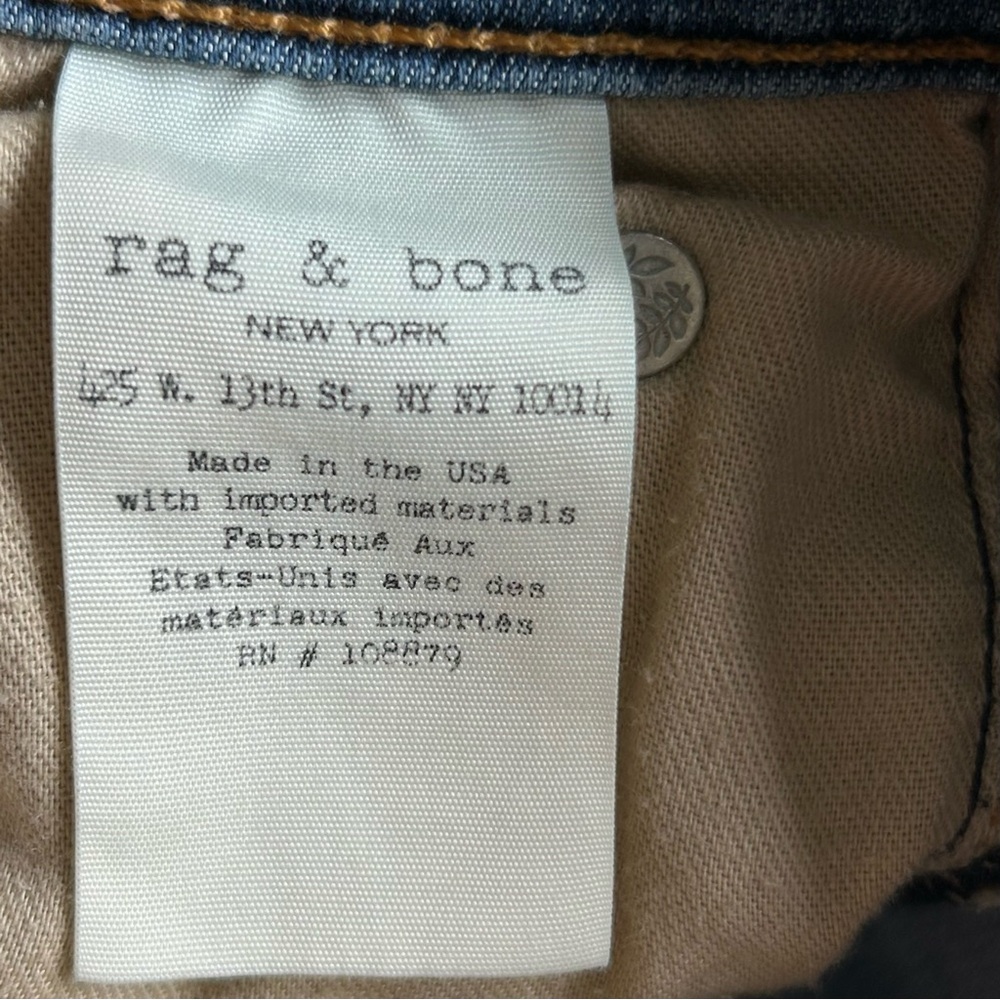 rag & bone
NEW YORK
425 W. 13th St, NY NY 10014
Made in the USA
with imported materials
Fabriqué Aux
Etats-Unis avec des
matériaux importés
RN # 108879